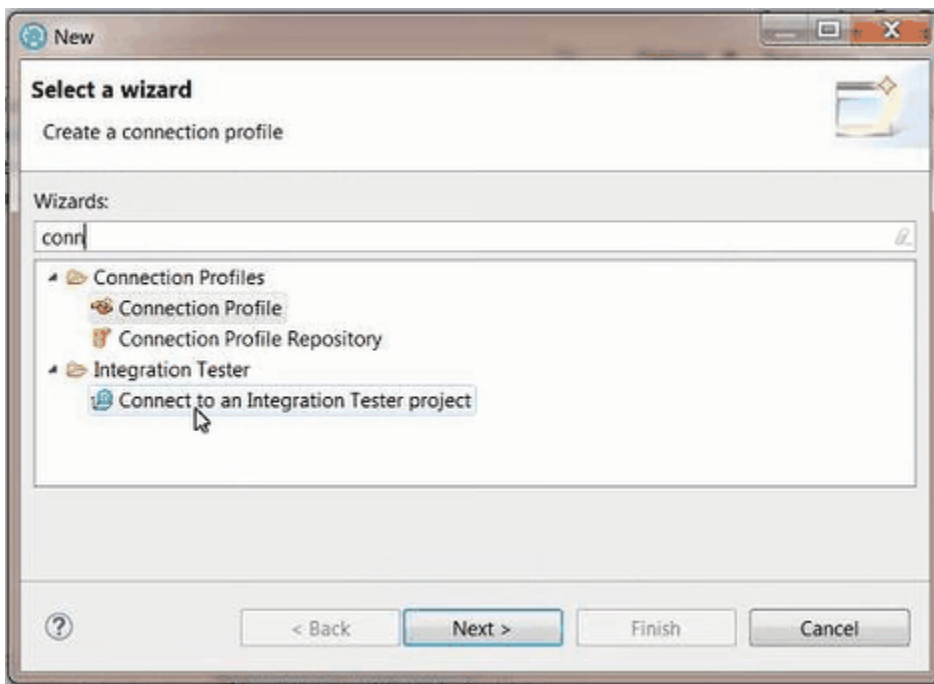 New
Select a wizard
Create a connection profile
Wizards:
conn
Connection Profiles
Connection Profile
Connection Profile Repository
Integration Tester
Connect to an Integration Tester project
? < Back Next > Finish Cancel